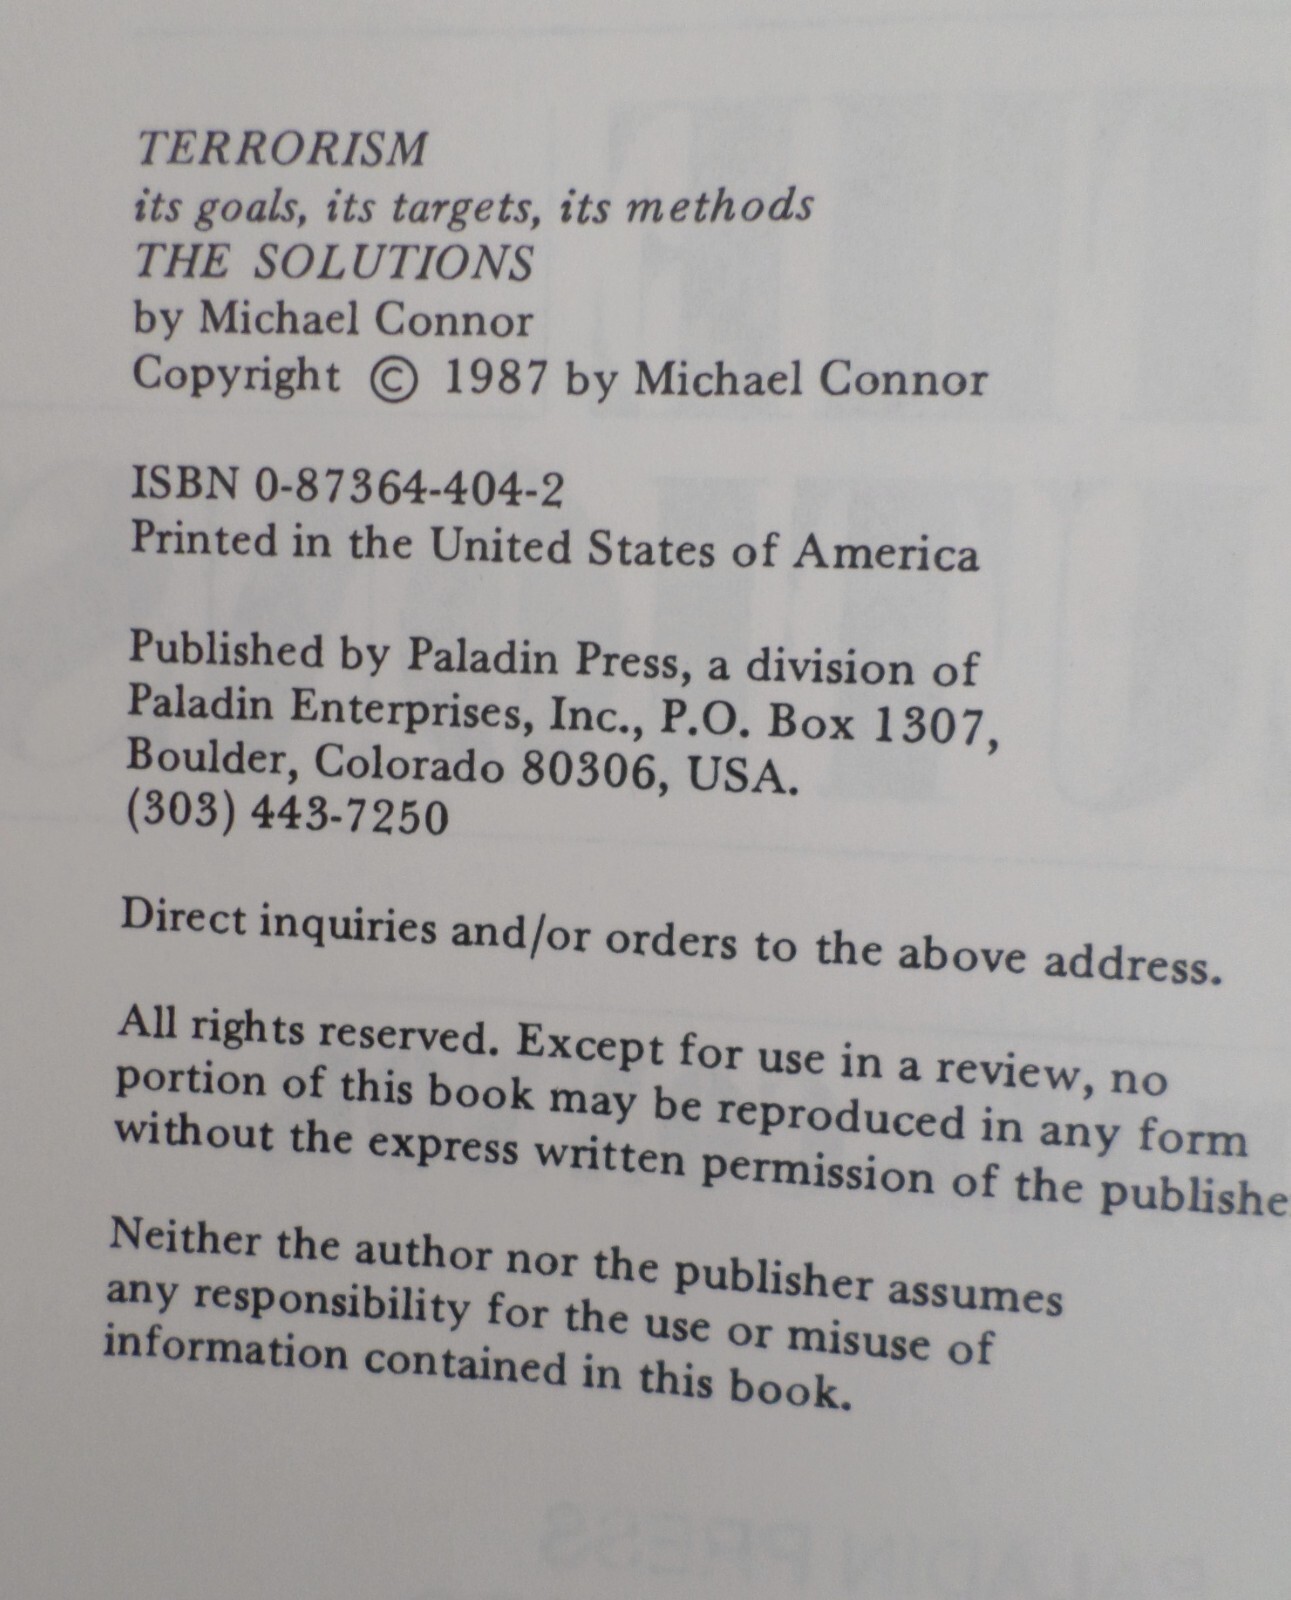 TERRORISM
its goals, its targets, its methods
THE SOLUTIONS
by Michael Connor
Copyright © 1987 by Michael Connor
ISBN 0-87364-404-2
Printed in the United States of America
Published by Paladin Press, a division of
Paladin Enterprises, Inc., P.O. Box 1307,
Boulder, Colorado 80306, USA.
(303) 443-7250
Direct inquiries and/or orders to the above address.
All rights reserved. Except for use in a review, no
portion of this book may be reproduced in any form
without the express written permission of the publishe
Neither the author nor the publisher assumes
any responsibility for the use or misuse of
information contained in this book.